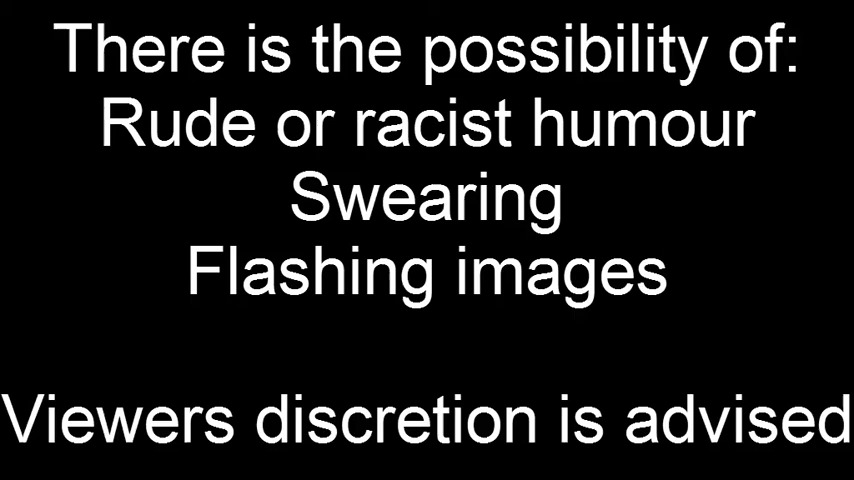 There is the possibility of:
Rude or racist humour
Swearing
Flashing images
Viewers discretion is advised